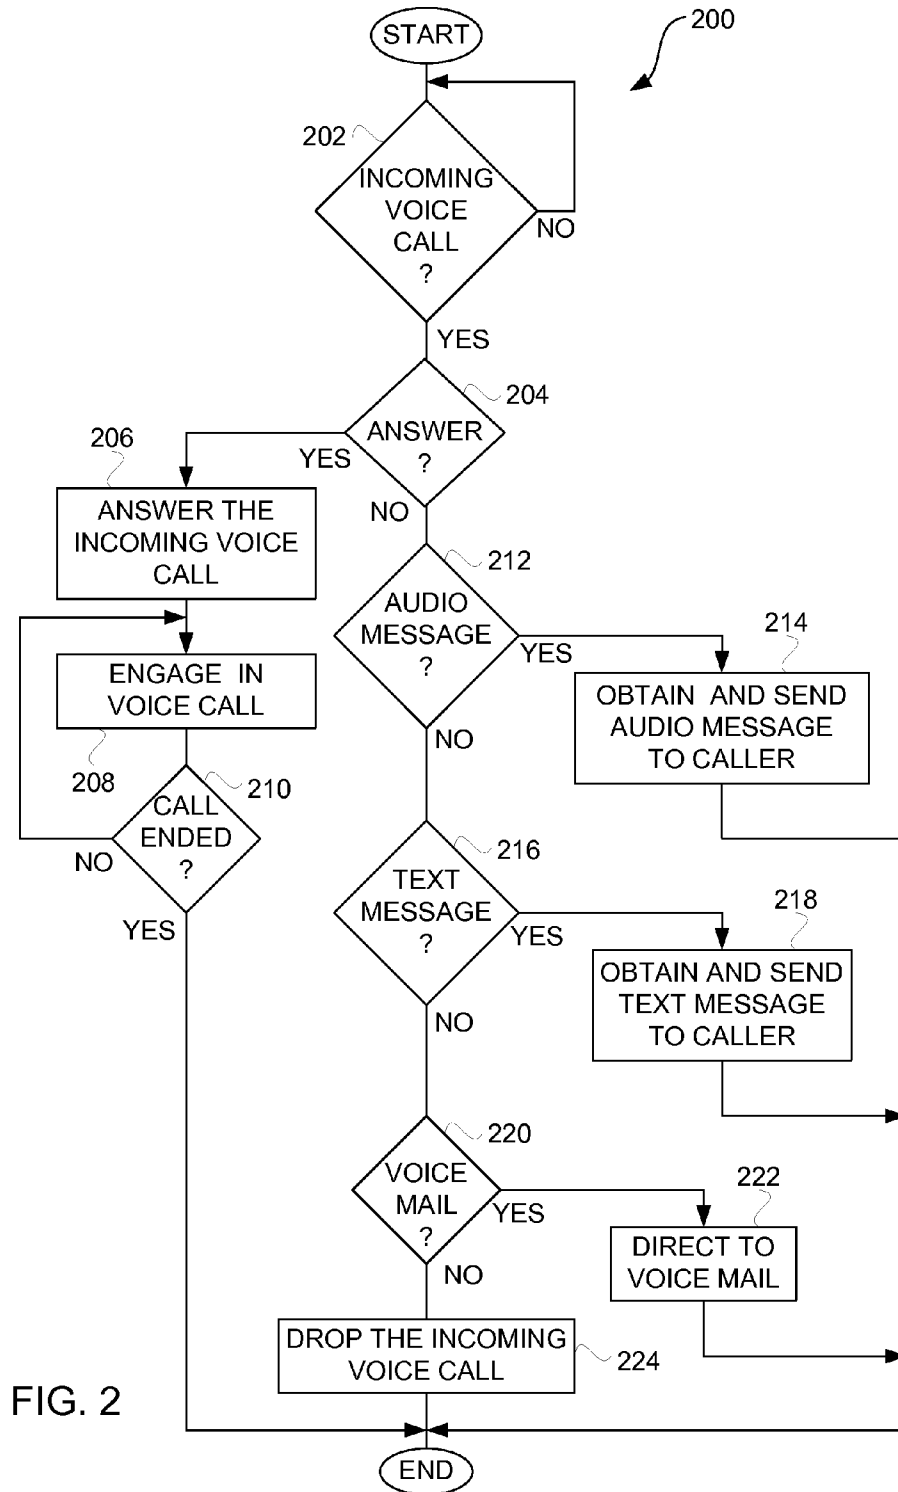 START
200
202
INCOMING
VOICE
CALL
?
NO
YES
204
ANSWER
?
YES
NO
206
ANSWER THE
INCOMING VOICE
CALL
212
AUDIO
MESSAGE
?
YES
NO
214
OBTAIN AND SEND
AUDIO MESSAGE
TO CALLER
ENGAGE IN
VOICE CALL
208
210
CALL
ENDED
?
NO
YES
216
TEXT
MESSAGE
?
YES
NO
218
OBTAIN AND SEND
TEXT MESSAGE
TO CALLER
220
VOICE
MAIL
?
YES
NO
222
DIRECT TO
VOICE MAIL
DROP THE INCOMING
VOICE CALL
224
FIG. 2
END